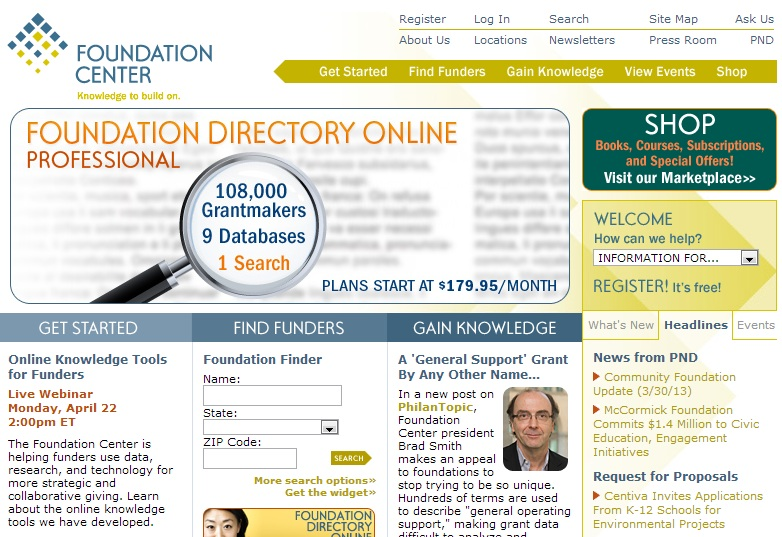 Register Log In Search Site Map Ask Us
About Us Locations Newsletters Press Room PND
FOUNDATION
CENTER
Knowledge to build on.
Get Started Find Funders Gain Knowledge View Events Shop
FOUNDATION DIRECTORY ONLINE
PROFESSIONAL
108,000
Grantmakers
9 Databases
1 Search
PLANS START AT $179.95/MONTH
SHOP
Books, Courses, Subscriptions,
and Special Offers!
Visit our Marketplace>>
WELCOME
How can we help?
INFORMATION FOR...
REGISTER! It's free!
GET STARTED
Online Knowledge Tools
for Funders
Live Webinar
Monday, April 22
2:00pm ET
The Foundation Center is
helping funders use data,
research, and technology for
more strategic and
collaborative giving. Learn
about the online knowledge
tools we have developed.
FIND FUNDERS
Foundation Finder
Name:
State:
ZIP Code:
SEARCH
More search options»
Get the widget»
FOUNDATION
DIRECTORY
ONLINE
GAIN KNOWLEDGE
A 'General Support' Grant
By Any Other Name...
In a new post on
PhilanTopic,
Foundation
Center president
Brad Smith
makes an appeal
to foundations to
stop trying to be so unique.
Hundreds of terms are used
to describe "general operating
support," making grant data
difficult to analyze and
What's New Headlines Events
News from PND
Community Foundation
Update (3/30/13)
McCormick Foundation
Commits $1.4 Million to Civic
Education, Engagement
Initiatives
Request for Proposals
Centiva Invites Applications
From K-12 Schools for
Environmental Projects